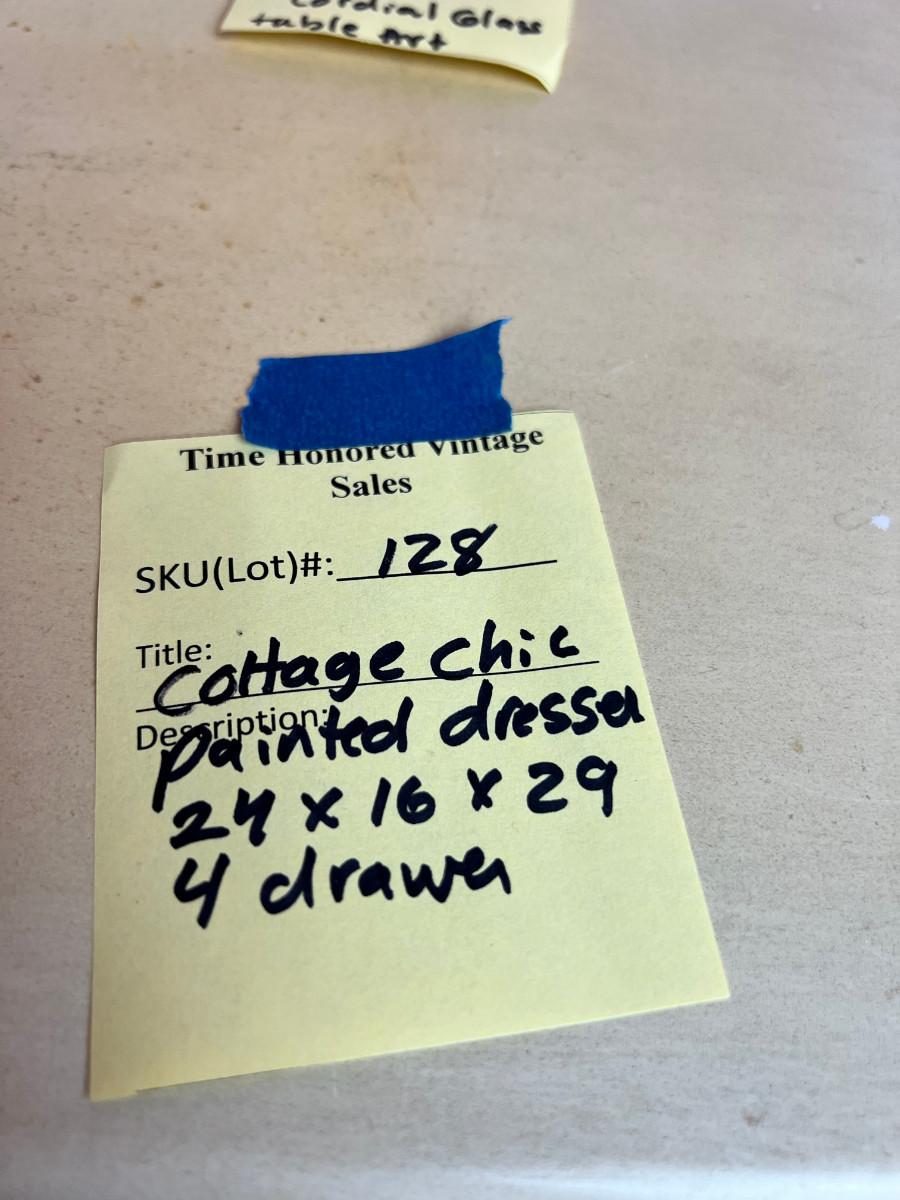 Cordial Glass
table Art
Time Honored Vintage
Sales
SKU(Lot)#: 128
Title:
Cottage Chic
Description:
painted dresser
24 x 16 x 29
4 drawer